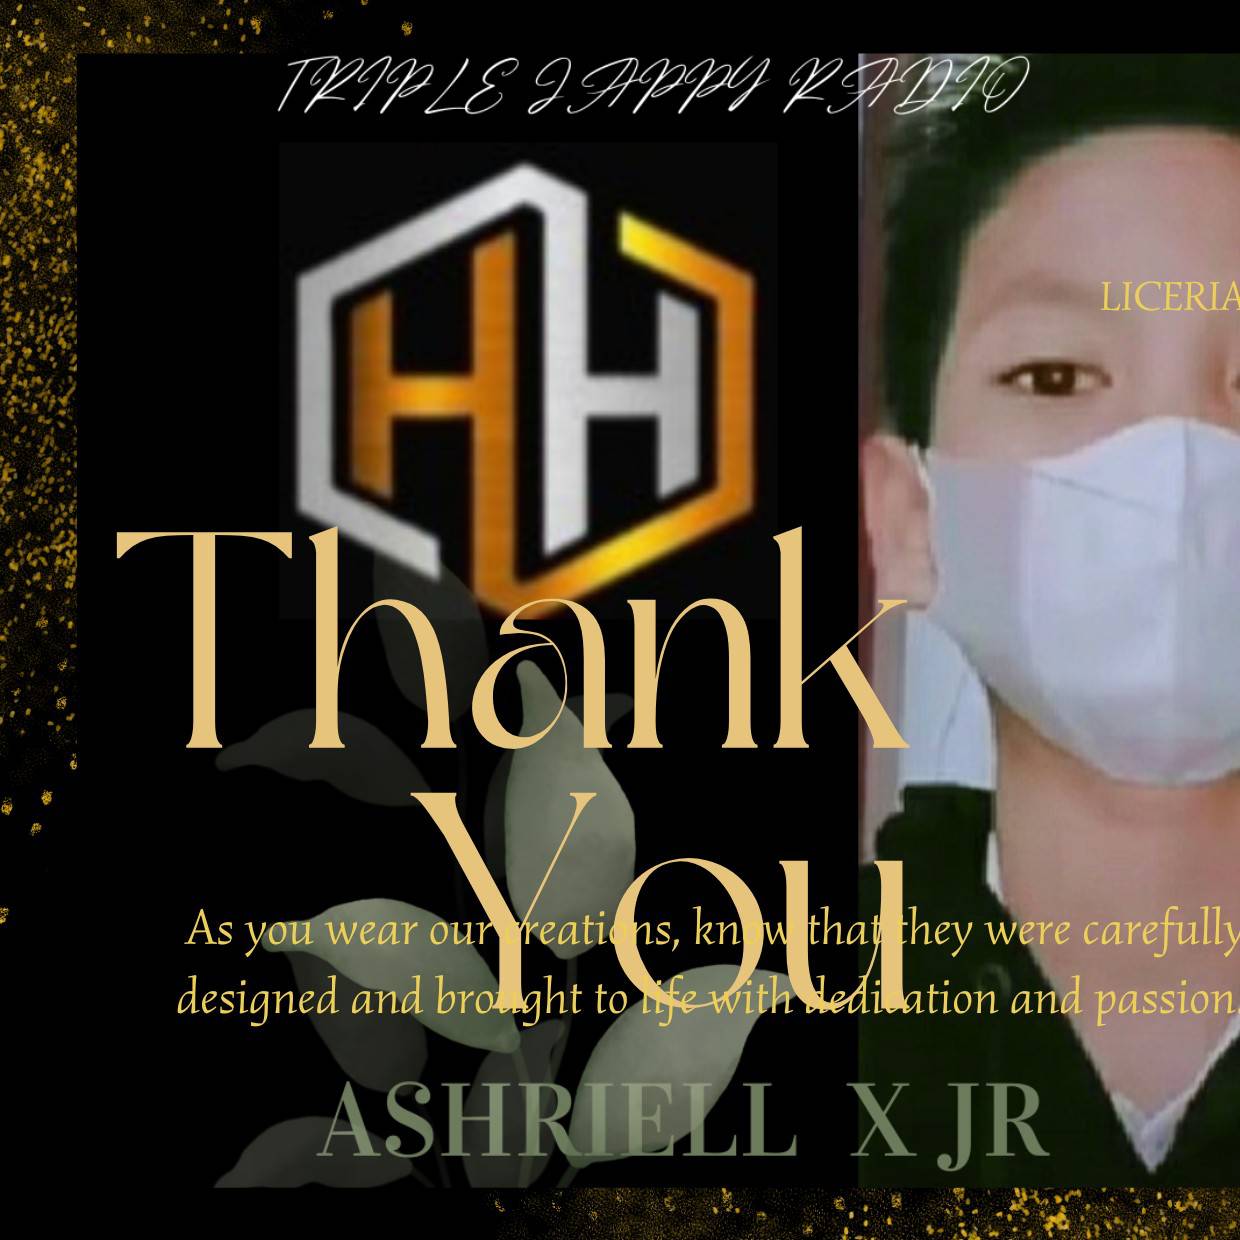 TRIPLE JAPPY RADIO
LICERIA
Thank
You
As you wear our creations, know that they were carefully
designed and brought to life with dedication and passion.
ASHRIELL X JR